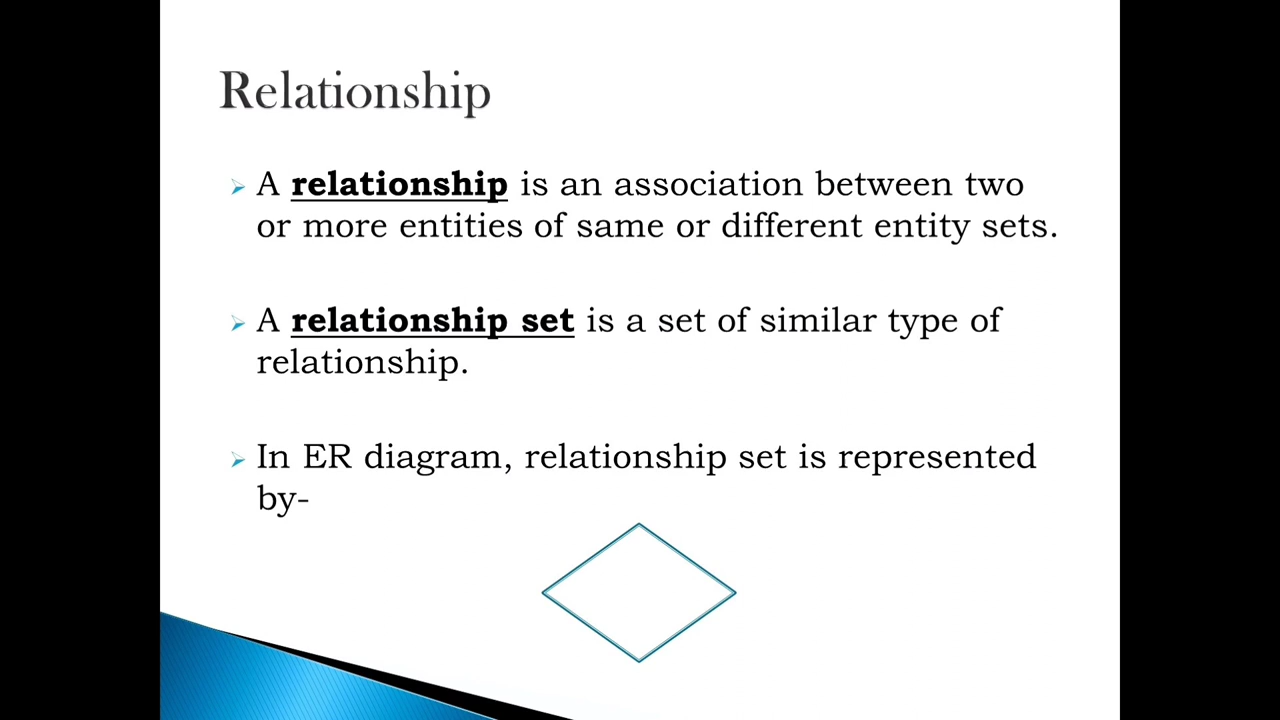 Relationship
A relationship is an association between two
or more entities of same or different entity sets.
A relationship set is a set of similar type of
relationship.
In ER diagram, relationship set is represented
by-